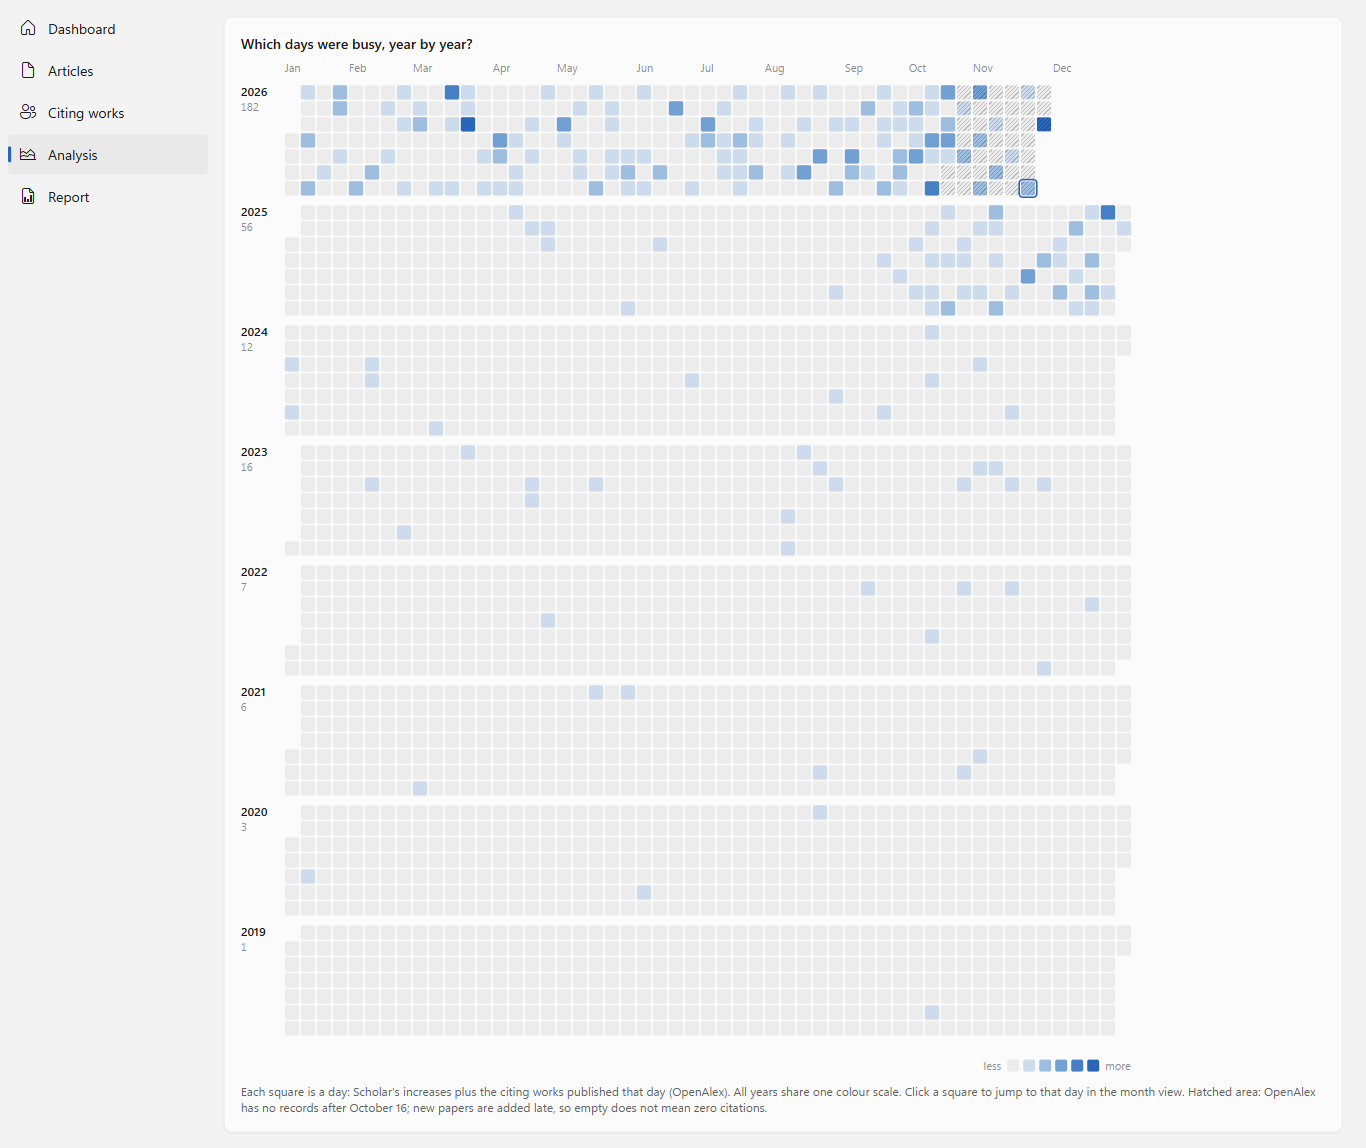 Dashboard
Articles
Citing works
Analysis
Report
Which days were busy, year by year?
Jan Feb Mar Apr May Jun Jul Aug Sep Oct Nov Dec
2026
182
2025
56
2024
12
2023
16
2022
7
2021
6
2020
3
2019
1
less more
Each square is a day: Scholar's increases plus the citing works published that day (OpenAlex). All years share one colour scale. Click a square to jump to that day in the month view. Hatched area: OpenAlex
has no records after October 16; new papers are added late, so empty does not mean zero citations.